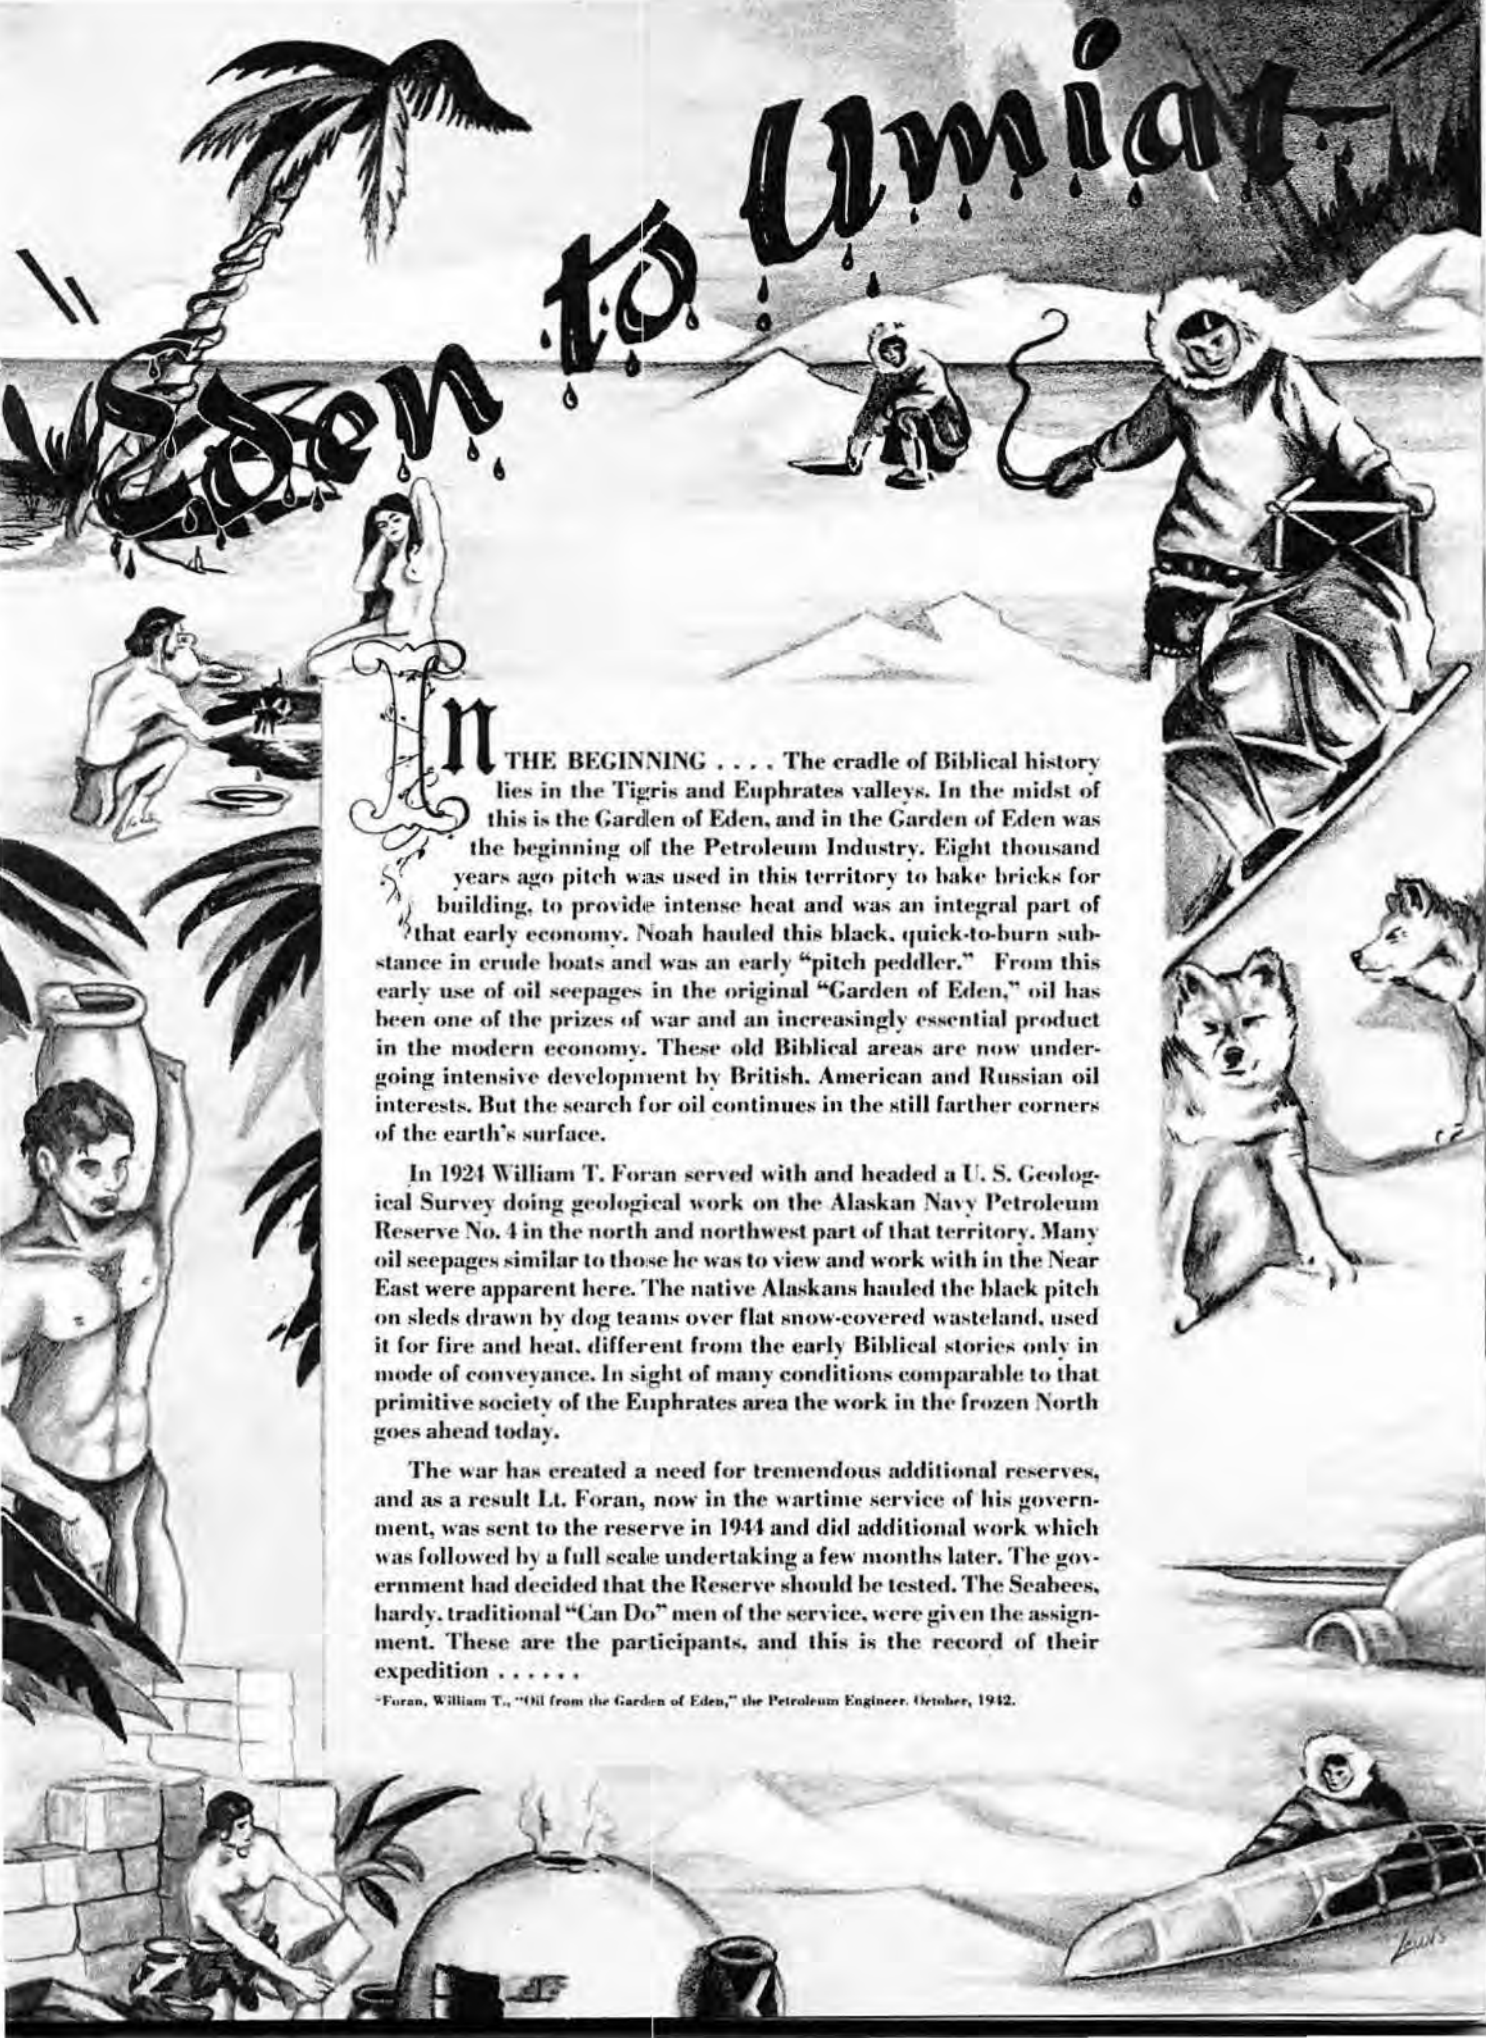 Eden to Umiat
In THE BEGINNING . . . . The cradle of Biblical history
lies in the Tigris and Euphrates valleys. In the midst of
this is the Garden of Eden, and in the Garden of Eden was
the beginning of the Petroleum Industry. Eight thousand
years ago pitch was used in this territory to bake bricks for
building, to provide intense heat and was an integral part of
that early economy. Noah hauled this black, quick-to-burn sub-
stance in crude boats and was an early “pitch peddler.” From this
early use of oil seepages in the original “Garden of Eden,” oil has
been one of the prizes of war and an increasingly essential product
in the modern economy. These old Biblical areas are now under-
going intensive development by British, American and Russian oil
interests. But the search for oil continues in the still farther corners
of the earth's surface.
In 1924 William T. Foran served with and headed a U. S. Geolog-
ical Survey doing geological work on the Alaskan Navy Petroleum
Reserve No. 4 in the north and northwest part of that territory. Many
oil seepages similar to those he was to view and work with in the Near
East were apparent here. The native Alaskans hauled the black pitch
on sleds drawn by dog teams over flat snow-covered wasteland, used
it for fire and heat, different from the early Biblical stories only in
mode of conveyance. In sight of many conditions comparable to that
primitive society of the Euphrates area the work in the frozen North
goes ahead today.
The war has created a need for tremendous additional reserves,
and as a result Lt. Foran, now in the wartime service of his govern-
ment, was sent to the reserve in 1944 and did additional work which
was followed by a full scale undertaking a few months later. The gov-
ernment had decided that the Reserve should be tested. The Seabees,
hardy, traditional “Can Do” men of the service, were given the assign-
ment. These are the participants, and this is the record of their
expedition . . . . . .
*Foran, William T., “Oil from the Garden of Eden,” the Petroleum Engineer, October, 1942.
Lewis